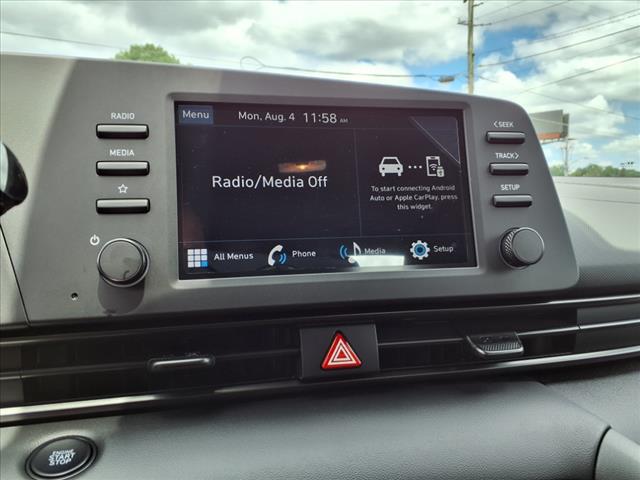 RADIO
MEDIA
Menu
Mon, Aug. 4 11:58 AM
Radio/Media Off
To start connecting Android
Auto or Apple CarPlay, press
this widget.
All Menus
Phone
Media
Setup
<SEEK
TRACK>
SETUP
ENGINE
START
STOP